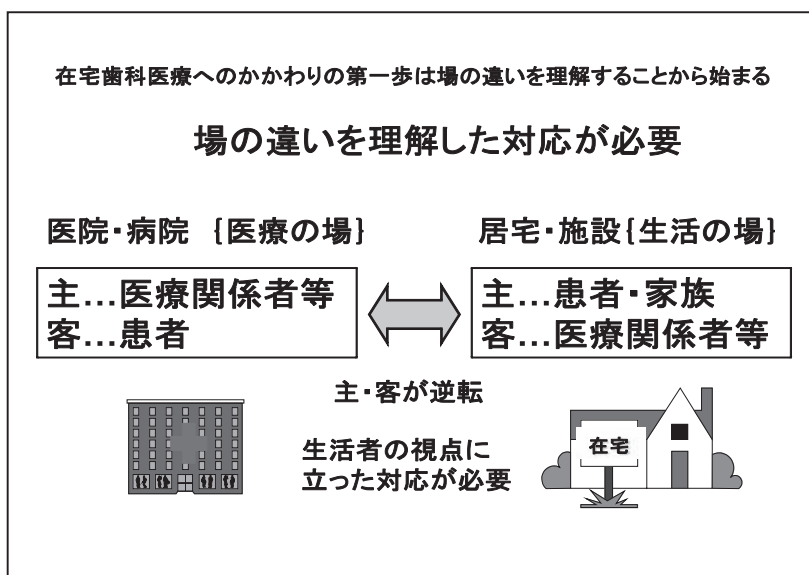 在宅歯科医療へのかかわりの第一歩は場の違いを理解することから始まる
場の違いを理解した対応が必要
医院・病院 {医療の場}
居宅・施設{生活の場}
主…医療関係者等
客…患者
主…患者・家族
客…医療関係者等
主・客が逆転
生活者の視点に
立った対応が必要
在宅